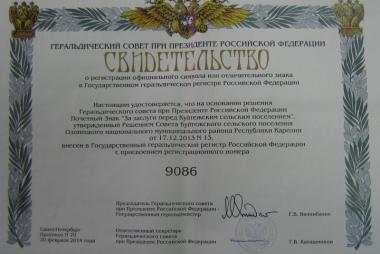 ГЕРАЛЬДИЧЕСКИЙ СОВЕТ ПРИ ПРЕЗИДЕНТЕ РОССИЙСКОЙ ФЕДЕРАЦИИ
СВИДЕТЕЛЬСТВО
о регистрации официального символа или отличительного знака
в Государственном геральдическом регистре Российской Федерации
Настоящим удостоверяется, что на основании решения
Геральдического совета при Президенте Российской Федерации
Почетный Знак "За заслуги перед Куйтежским сельским поселением",
утвержденный Решением Совета Куйтежского сельского поселения
Олонецкого национального муниципального района Республики Карелия
от 17.12.2013 N 15,
внесен в Государственный геральдический регистр Российской Федерации
с присвоением регистрационного номера
9086
Председатель Геральдического совета
при Президенте Российской Федерации -
Государственный герольдмейстер
Г.В. Вилинбахов
Санкт-Петербург
Протокол N 70
20 февраля 2014 года
Ответственный секретарь
Геральдического совета
при Президенте Российской Федерации
Г.В. Калашников